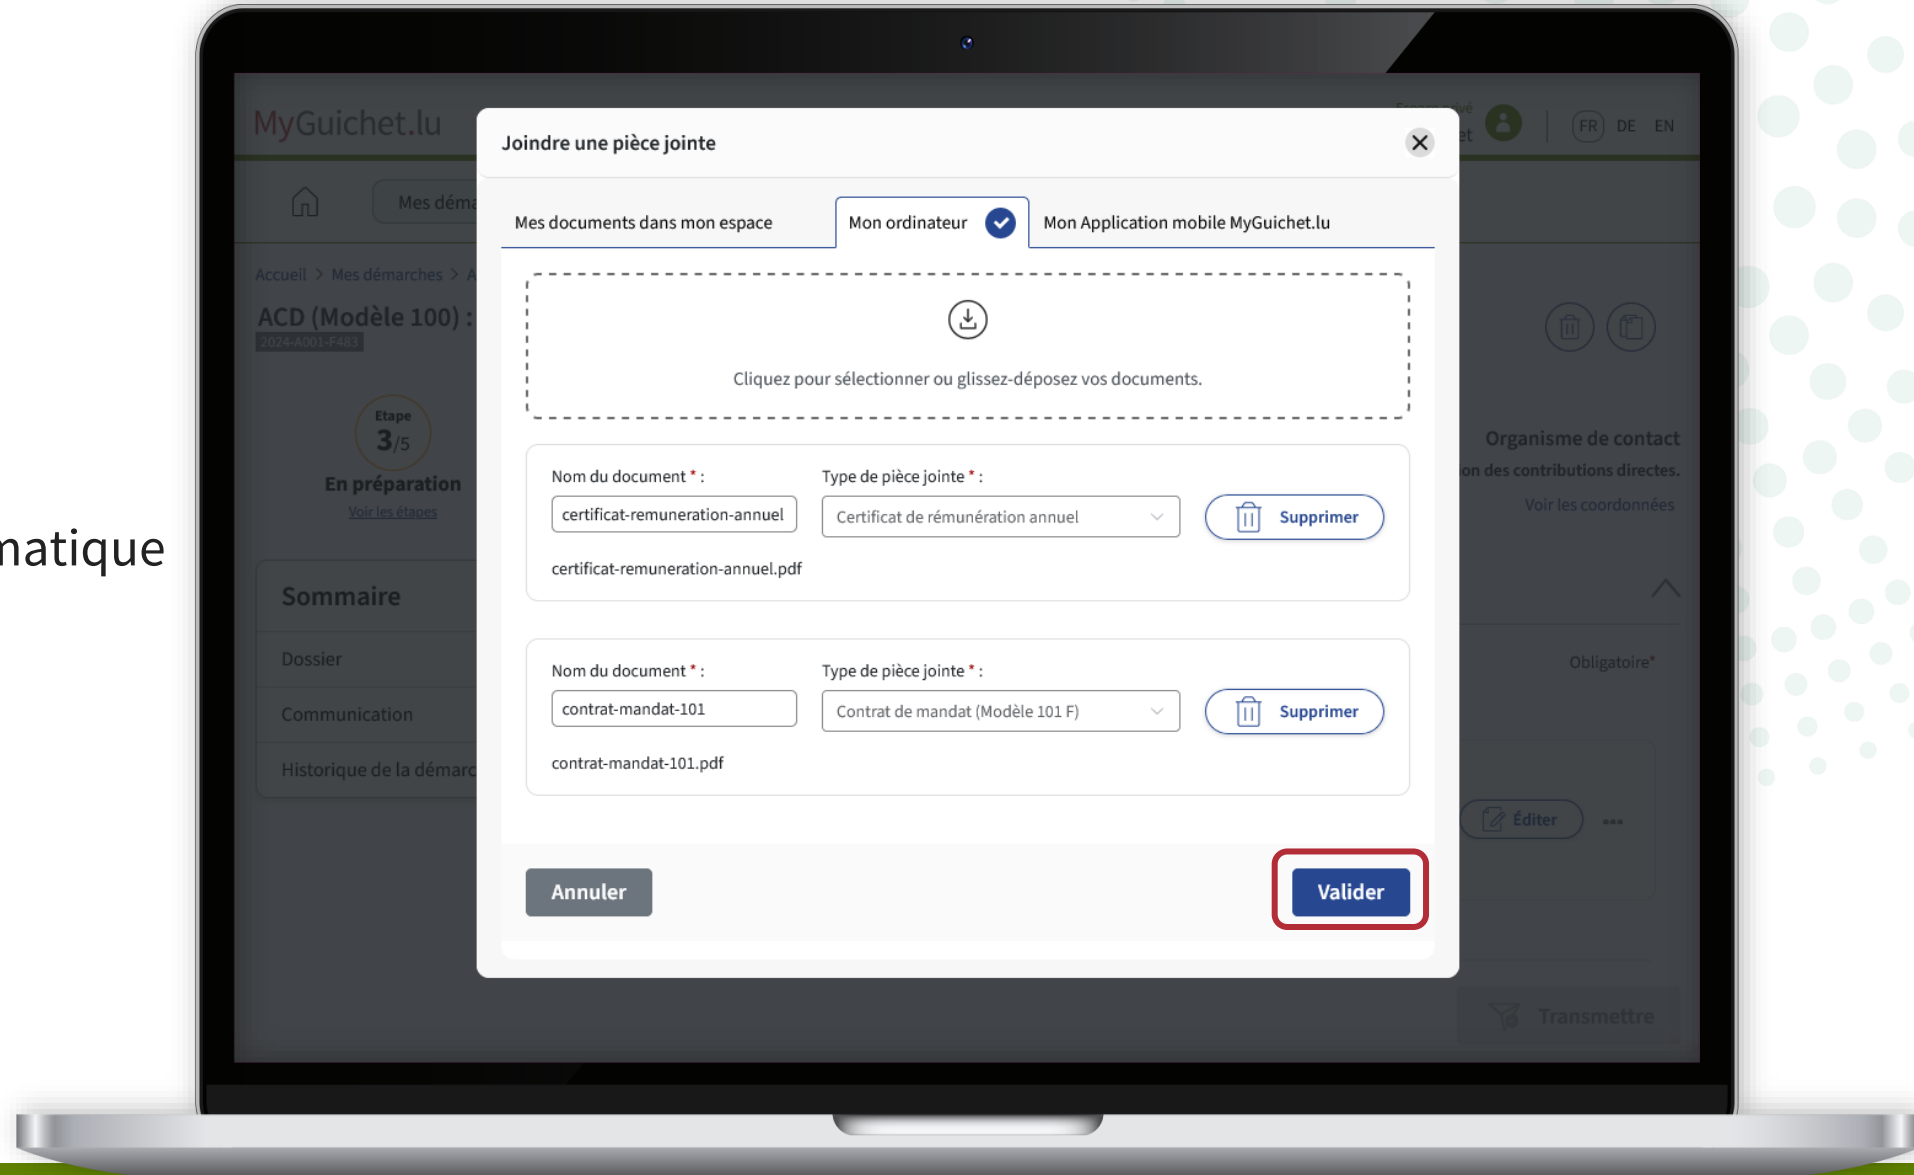 matique
MyGuichet.lu
FR DE EN
Mes déma
Accueil > Mes démarches > A
ACD (Modèle 100) :
2024-A001-F483
Etape
3/5
En préparation
Voir les étapes
Sommaire
Dossier
Communication
Historique de la démarc
Joindre une pièce jointe
Mes documents dans mon espace
Mon ordinateur
Mon Application mobile MyGuichet.lu
Cliquez pour sélectionner ou glissez-déposez vos documents.
Nom du document * :
Type de pièce jointe * :
certificat-remuneration-annuel
Certificat de rémunération annuel
Supprimer
certificat-remuneration-annuel.pdf
Nom du document * :
Type de pièce jointe * :
contrat-mandat-101
Contrat de mandat (Modèle 101 F)
Supprimer
contrat-mandat-101.pdf
Annuler
Valider
Organisme de contact
on des contributions directes.
Voir les coordonnées
Obligatoire*
Éditer
Transmettre